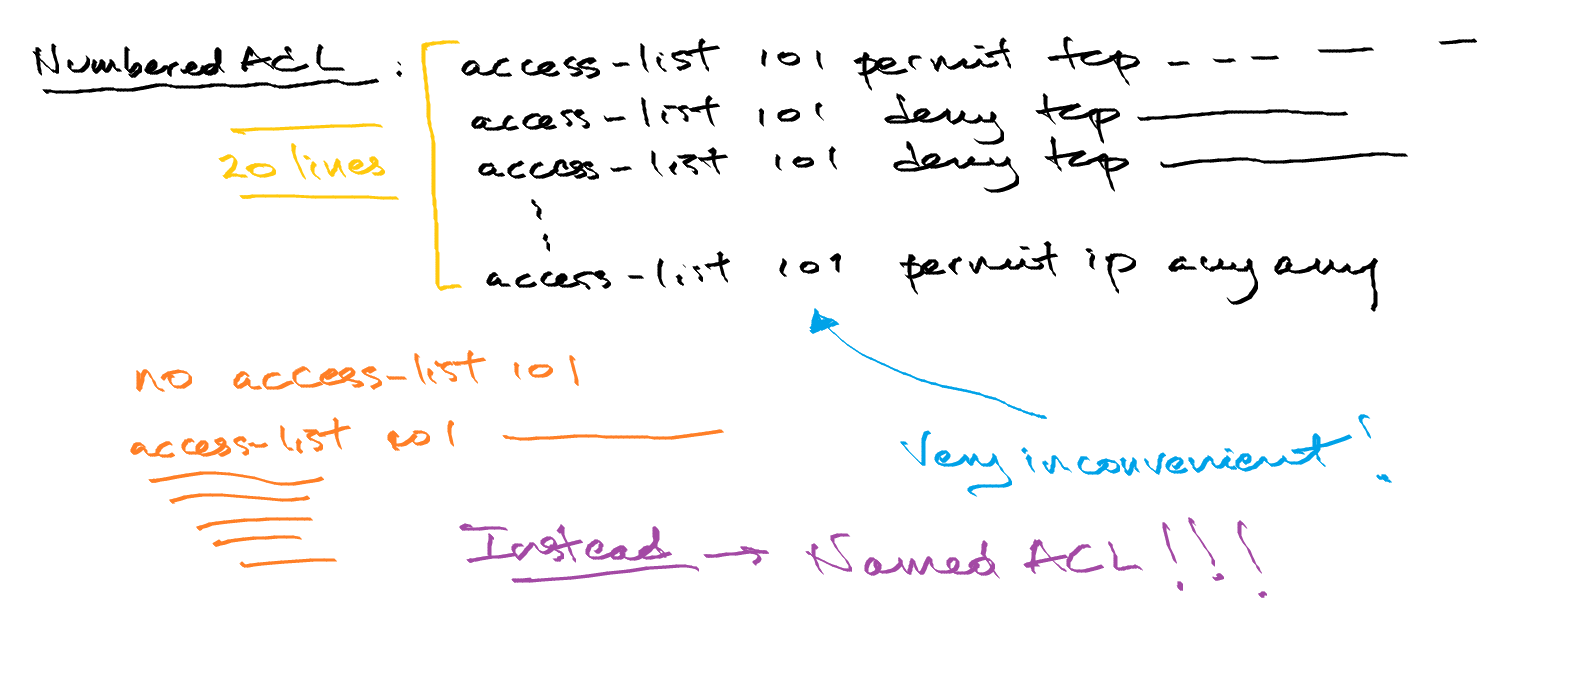 Numbered ACL : access-list 101 permit tcp - - - — –
access-list 101 deny tcp ———
20 lines access-list 101 deny tcp ———
⋮
access-list 101 permit ip any any
no access-list 101
access-list 101 ———
Very inconvenient!
Instead → Named ACL!!!